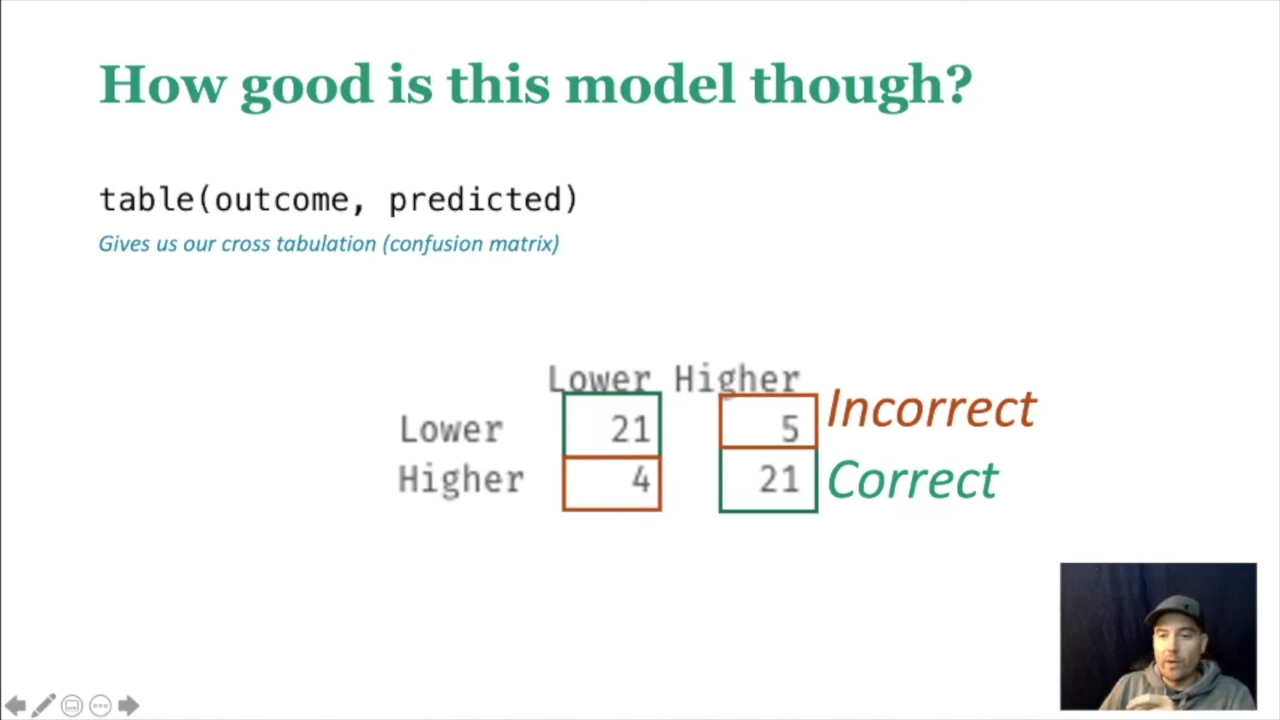 How good is this model though?
table(outcome, predicted)
Gives us our cross tabulation (confusion matrix)
Lower Higher
Lower 21 5 Incorrect
Higher 4 21 Correct